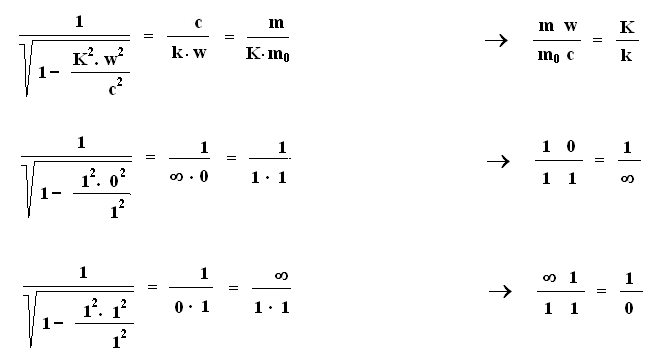 1 / √(1 − K²· w² / c²) = c / k · w = m / K· m₀ → m w / m₀ c = K / k
1 / √(1 − 1²· 0² / 1²) = 1 / ∞ · 0 = 1 / 1 · 1 → 1 0 / 1 1 = 1 / ∞
1 / √(1 − 1²· 1² / 1²) = 1 / 0 · 1 = ∞ / 1 · 1 → ∞ 1 / 1 1 = 1 / 0